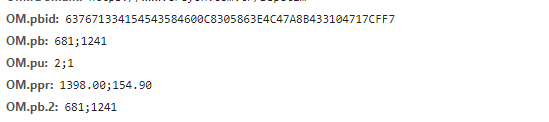 OM.pbid: 637671334154543584600C8305863E4C47A8B433104717CFF7
OM.pb: 681;1241
OM.pu: 2;1
OM.ppr: 1398.00;154.90
OM.pb.2: 681;1241